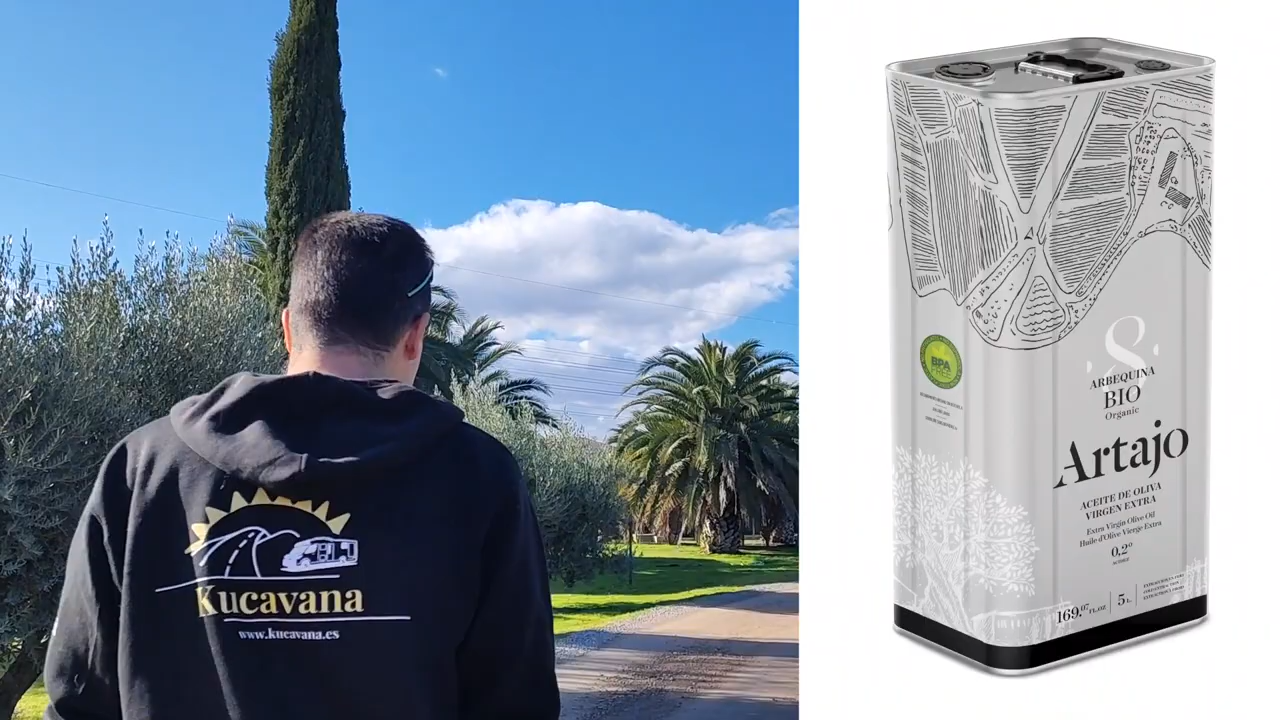 Kucavana
www.kucavana.es
BPA
FREE
8
ARBEQUINA
BIO
Organic
Artajo
ACEITE DE OLIVA
VIRGEN EXTRA
Extra Virgin Olive Oil
Huile d'Olive Vierge Extra
0,2º
169.07 FL.OZ
5 L.